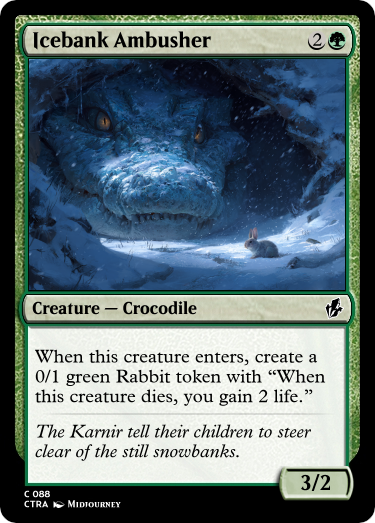 Icebank Ambusher 2
Creature — Crocodile
When this creature enters, create a
0/1 green Rabbit token with “When
this creature dies, you gain 2 life.”
The Karnir tell their children to steer
clear of the still snowbanks.
3/2
C 088
CTRA Midjourney